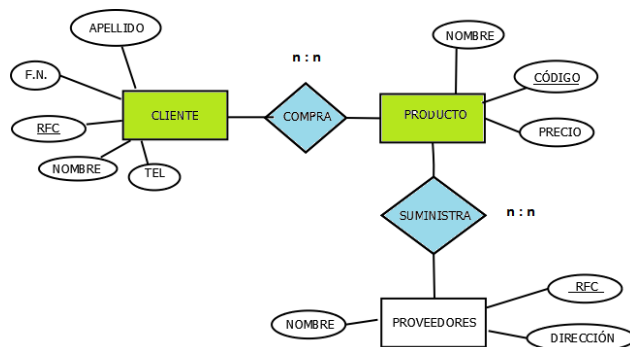 APELLIDO
n : n
NOMBRE
F.N.
CÓDIGO
CLIENTE
COMPRA
PRODUCTO
RFC
PRECIO
NOMBRE
TEL
SUMINISTRA
n : n
RFC
NOMBRE
PROVEEDORES
DIRECCIÓN